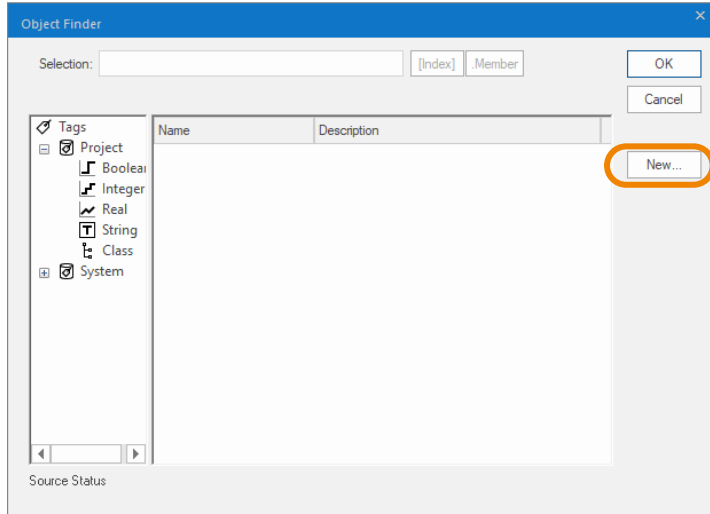 Object Finder
Selection: [Index] .Member OK
Cancel
New...
Tags
Project
Boolear
Integer
Real
String
Class
System
Name Description
Source Status